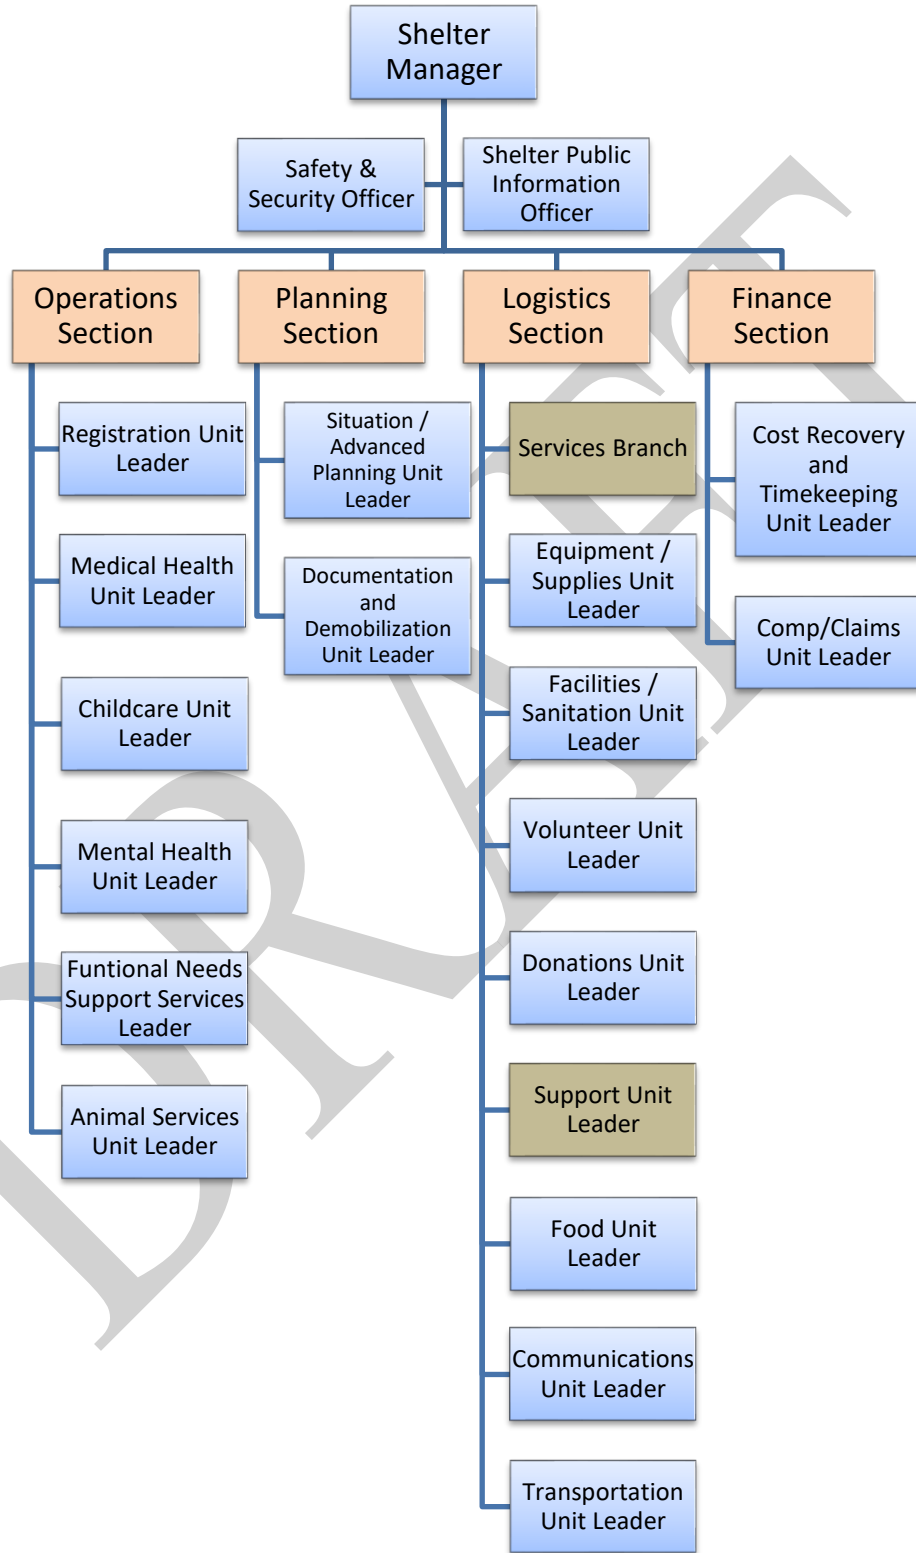 Shelter
Manager
Safety &
Security Officer
Shelter Public
Information
Officer
Operations
Section
Planning
Section
Logistics
Section
Finance
Section
Registration Unit
Leader
Medical Health
Unit Leader
Childcare Unit
Leader
Mental Health
Unit Leader
Funtional Needs
Support Services
Leader
Animal Services
Unit Leader
Situation /
Advanced
Planning Unit
Leader
Documentation
and
Demobilization
Unit Leader
Services Branch
Equipment /
Supplies Unit
Leader
Facilities /
Sanitation Unit
Leader
Volunteer Unit
Leader
Donations Unit
Leader
Support Unit
Leader
Food Unit
Leader
Communications
Unit Leader
Transportation
Unit Leader
Cost Recovery
and
Timekeeping
Unit Leader
Comp/Claims
Unit Leader
DRAFT